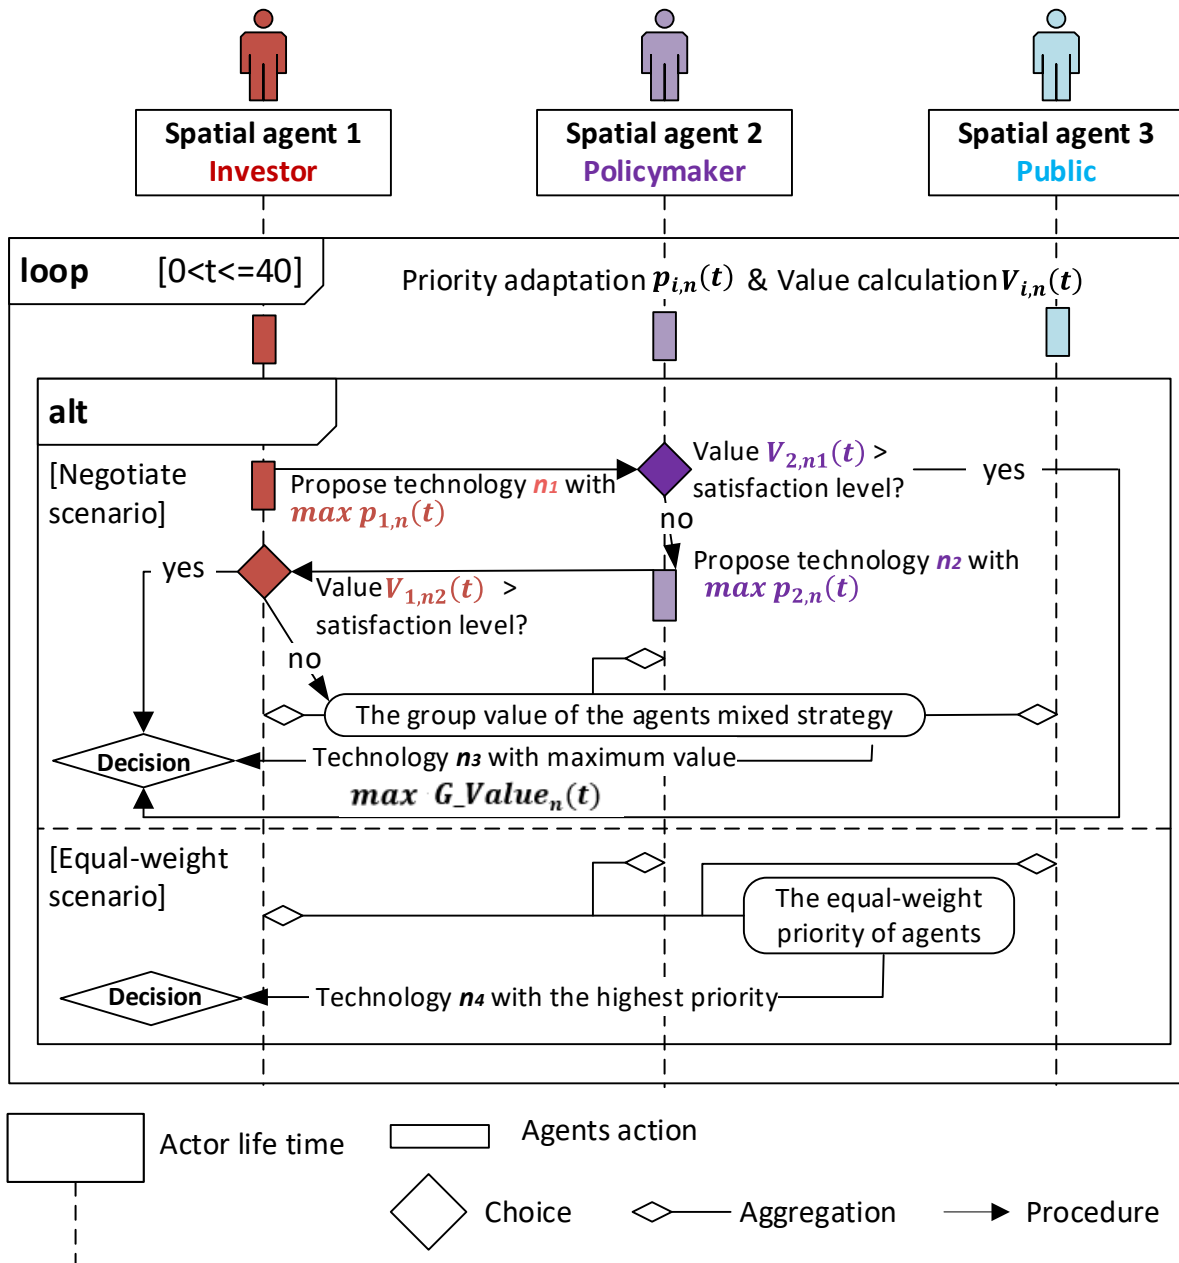 Spatial agent 1
Investor
Spatial agent 2
Policymaker
Spatial agent 3
Public
loop [0<t<=40]
Priority adaptation p_{i,n}(t) & Value calculation V_{i,n}(t)
alt
[Negotiate
scenario]
Propose technology n₁ with
max p_{1,n}(t)
Value V_{2,n1}(t) >
satisfaction level?
yes
no
Propose technology n₂ with
max p_{2,n}(t)
yes
Value V_{1,n2}(t) >
satisfaction level?
no
The group value of the agents mixed strategy
Decision
Technology n₃ with maximum value
max G_Value_n(t)
[Equal-weight
scenario]
The equal-weight
priority of agents
Decision
Technology n₄ with the highest priority
Actor life time
Agents action
Choice
Aggregation
Procedure